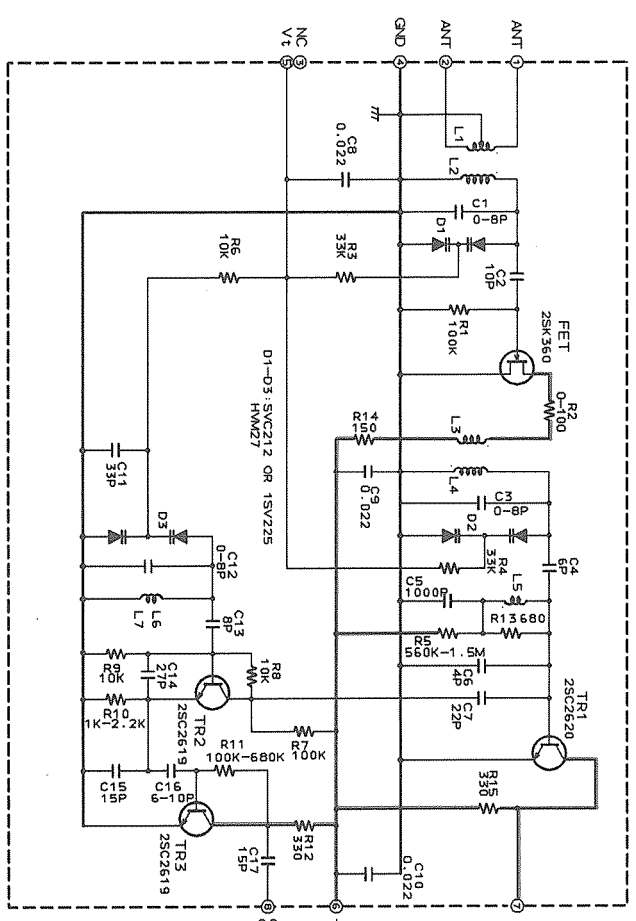 ANT ①
ANT ②
GND ④
NC ③
Vt ⑤
L1
L2
C8
0.022
C1
0-8P
D1
C2
10P
R6
10K
R3
33K
R1
100K
FET
2SK360
R2
0-100
D1-D3:SVC212 OR 1SV225
HVM27
R14
150
L3
L4
C9
0.022
C3
0-8P
D2
R4
33K
C4
6P
C11
33P
D3
C12
0-8P
L6
L7
C13
8P
C5
1000P
L5
R13 680
R5
560K-1.5M
C6
4P
C7
22P
R9
10K
C14
27P
R8
10K
R10
1K-2.2K
TR2
2SC2619
R7
100K
TR1
2SC2620
R11
100K-680K
C15
15P
C16
6-10P
R15
330
TR3
2SC2619
C17
15P
R12
330
C10
0.022
⑧
⑥
⑦